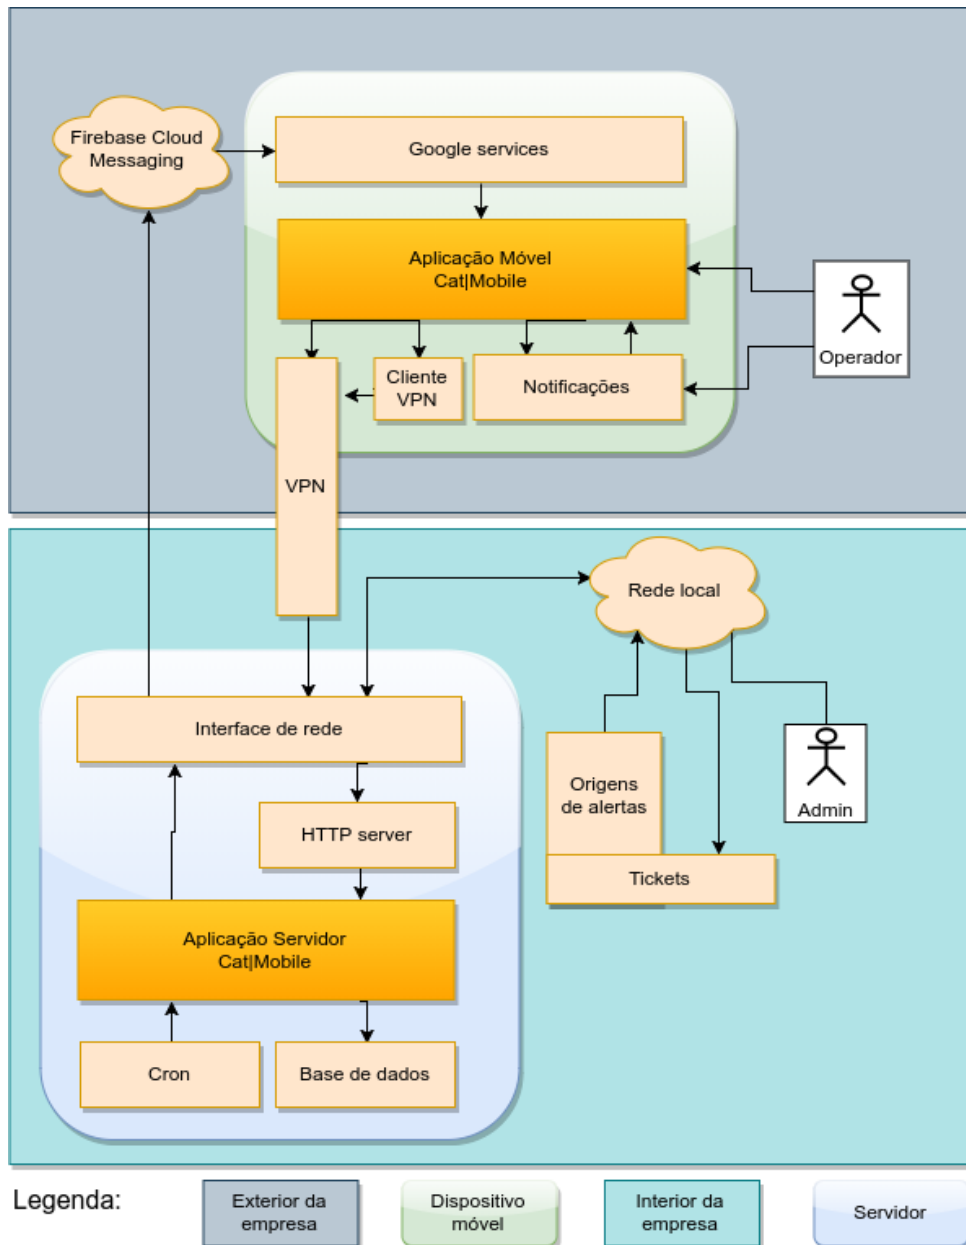 Firebase Cloud
Messaging
Google services
Aplicação Móvel
Cat|Mobile
Operador
Cliente
VPN
Notificações
VPN
Rede local
Interface de rede
Origens
de alertas
Admin
HTTP server
Tickets
Aplicação Servidor
Cat|Mobile
Cron
Base de dados
Legenda:
Exterior da
empresa
Dispositivo
móvel
Interior da
empresa
Servidor